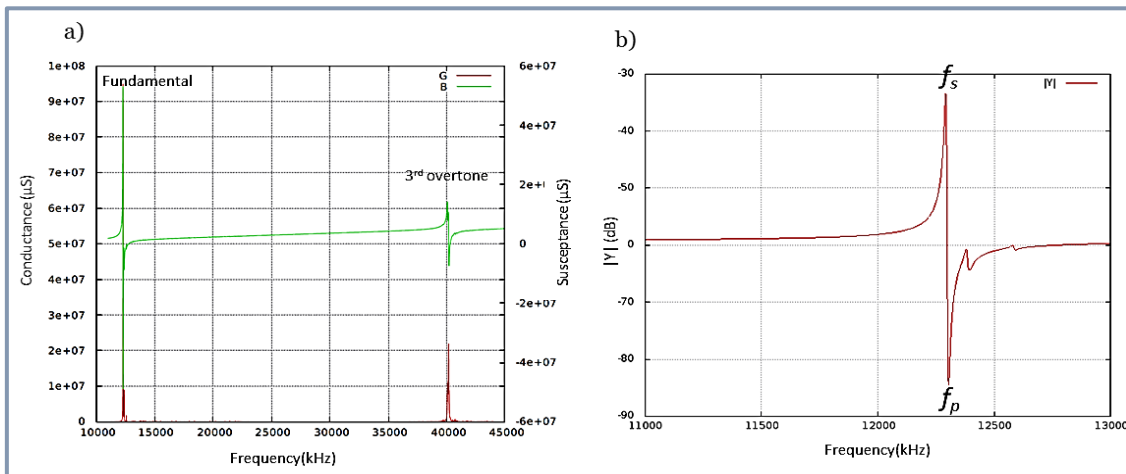 a)
Fundamental
G
B
3rd overtone
1e+08
9e+07
8e+07
7e+07
6e+07
5e+07
4e+07
3e+07
2e+07
1e+07
0
Conductance (µS)
6e+07
4e+07
0
-2e+07
-4e+07
-6e+07
Susceptance (µS)
10000 15000 20000 25000 30000 35000 40000 45000
Frequency(kHz)
b)
fs
|Y|
-30
-40
-50
0
-70
-80
-90
|Y| (dB)
fp
11000 11500 12000 12500 13000
Frequency(kHz)